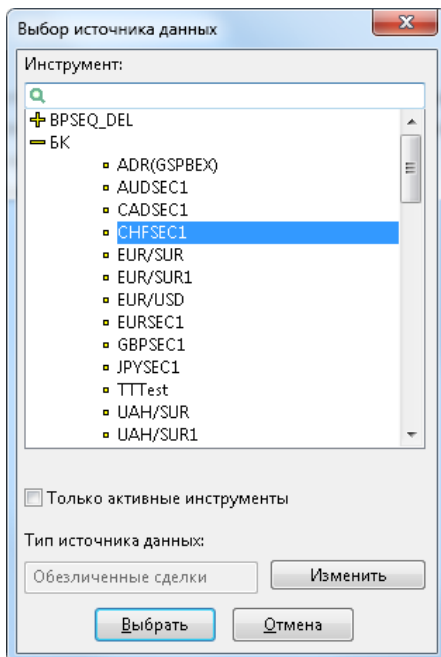 Выбор источника данных
Инструмент:
BPSEQ_DEL
БК
ADR(GSPBEX)
AUDSEC1
CADSEC1
CHFSEC1
EUR/SUR
EUR/SUR1
EUR/USD
EURSEC1
GBPSEC1
JPYSEC1
TTTest
UAH/SUR
UAH/SUR1
Только активные инструменты
Тип источника данных:
Обезличенные сделки Изменить
Выбрать Отмена